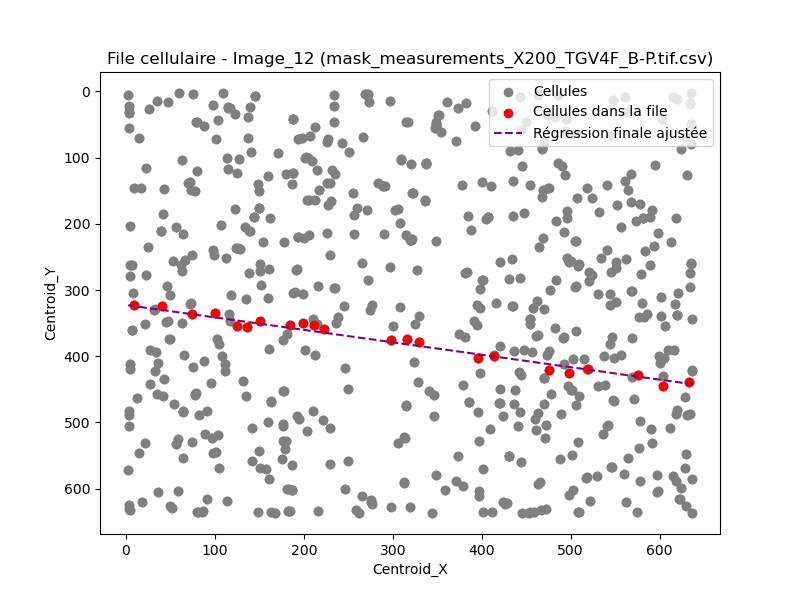 File cellulaire - Image_12 (mask_measurements_X200_TGV4F_B-P.tif.csv)
Cellules
Cellules dans la file
Régression finale ajustée
Centroid_Y
0
100
200
300
400
500
600
0 100 200 300 400 500 600
Centroid_X